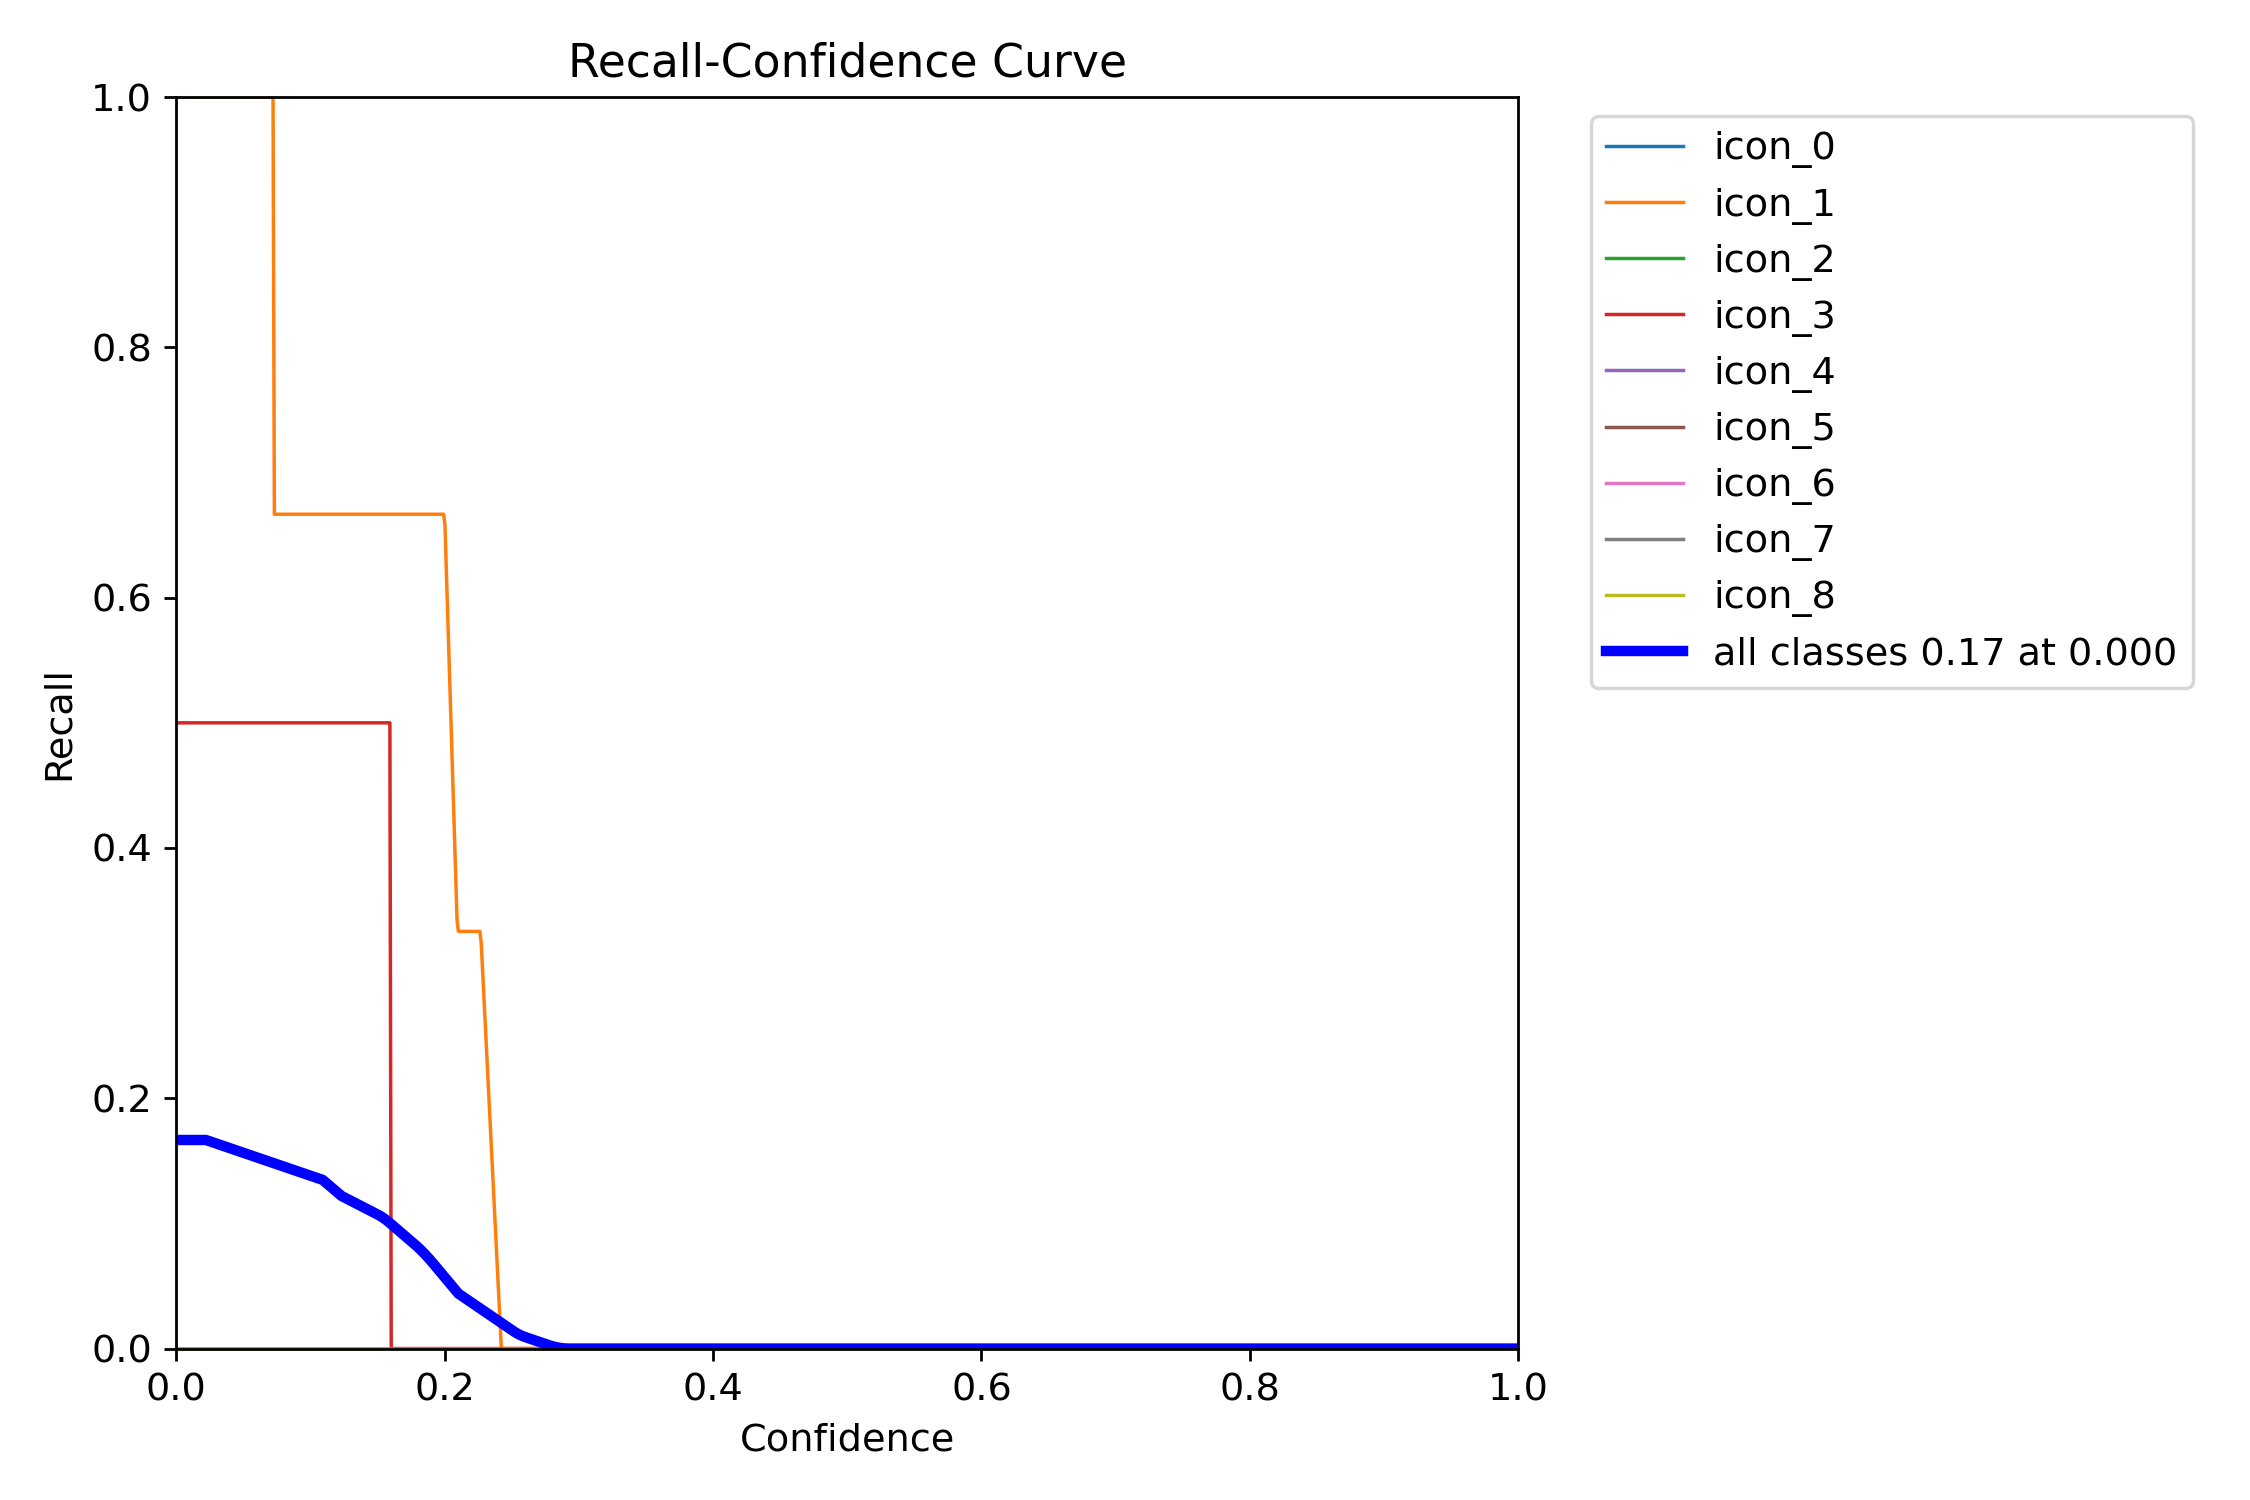 Recall-Confidence Curve
1.0
0.8
0.6
0.4
0.2
0.0
Recall
0.0 0.2 0.4 0.6 0.8 1.0
Confidence
icon_0
icon_1
icon_2
icon_3
icon_4
icon_5
icon_6
icon_7
icon_8
all classes 0.17 at 0.000